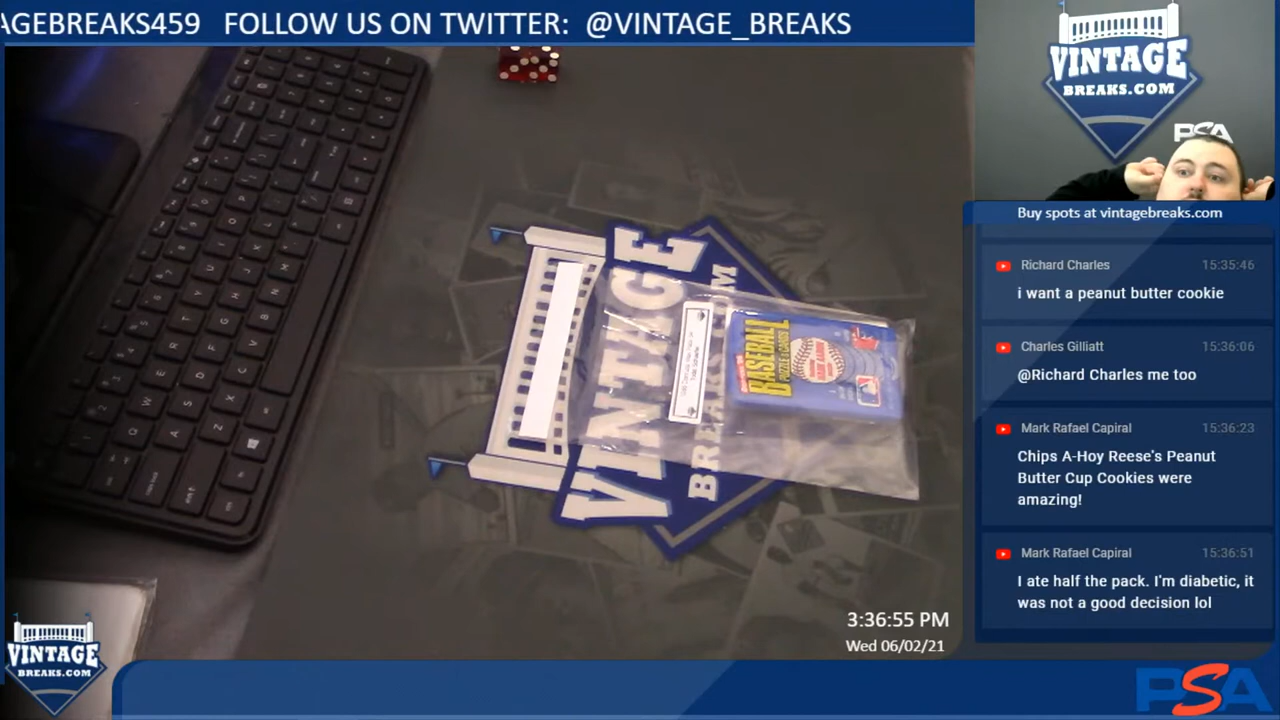 AGEBREAKS459 FOLLOW US ON TWITTER: @VINTAGE_BREAKS
VINTAGE
BREAKS.COM
PSA
Buy spots at vintagebreaks.com
Richard Charles 15:35:46
i want a peanut butter cookie
Charles Gilliatt 15:36:06
@Richard Charles me too
Mark Rafael Capiral 15:36:23
Chips A-Hoy Reese's Peanut
Butter Cup Cookies were
amazing!
Mark Rafael Capiral 15:36:51
I ate half the pack. I'm diabetic, it
was not a good decision lol
VINTAGE
BREA
M
BASEBALL
PUZZLE & CARDS
3:36:55 PM
Wed 06/02/21
VINTAGE
BREAKS.COM
PSA